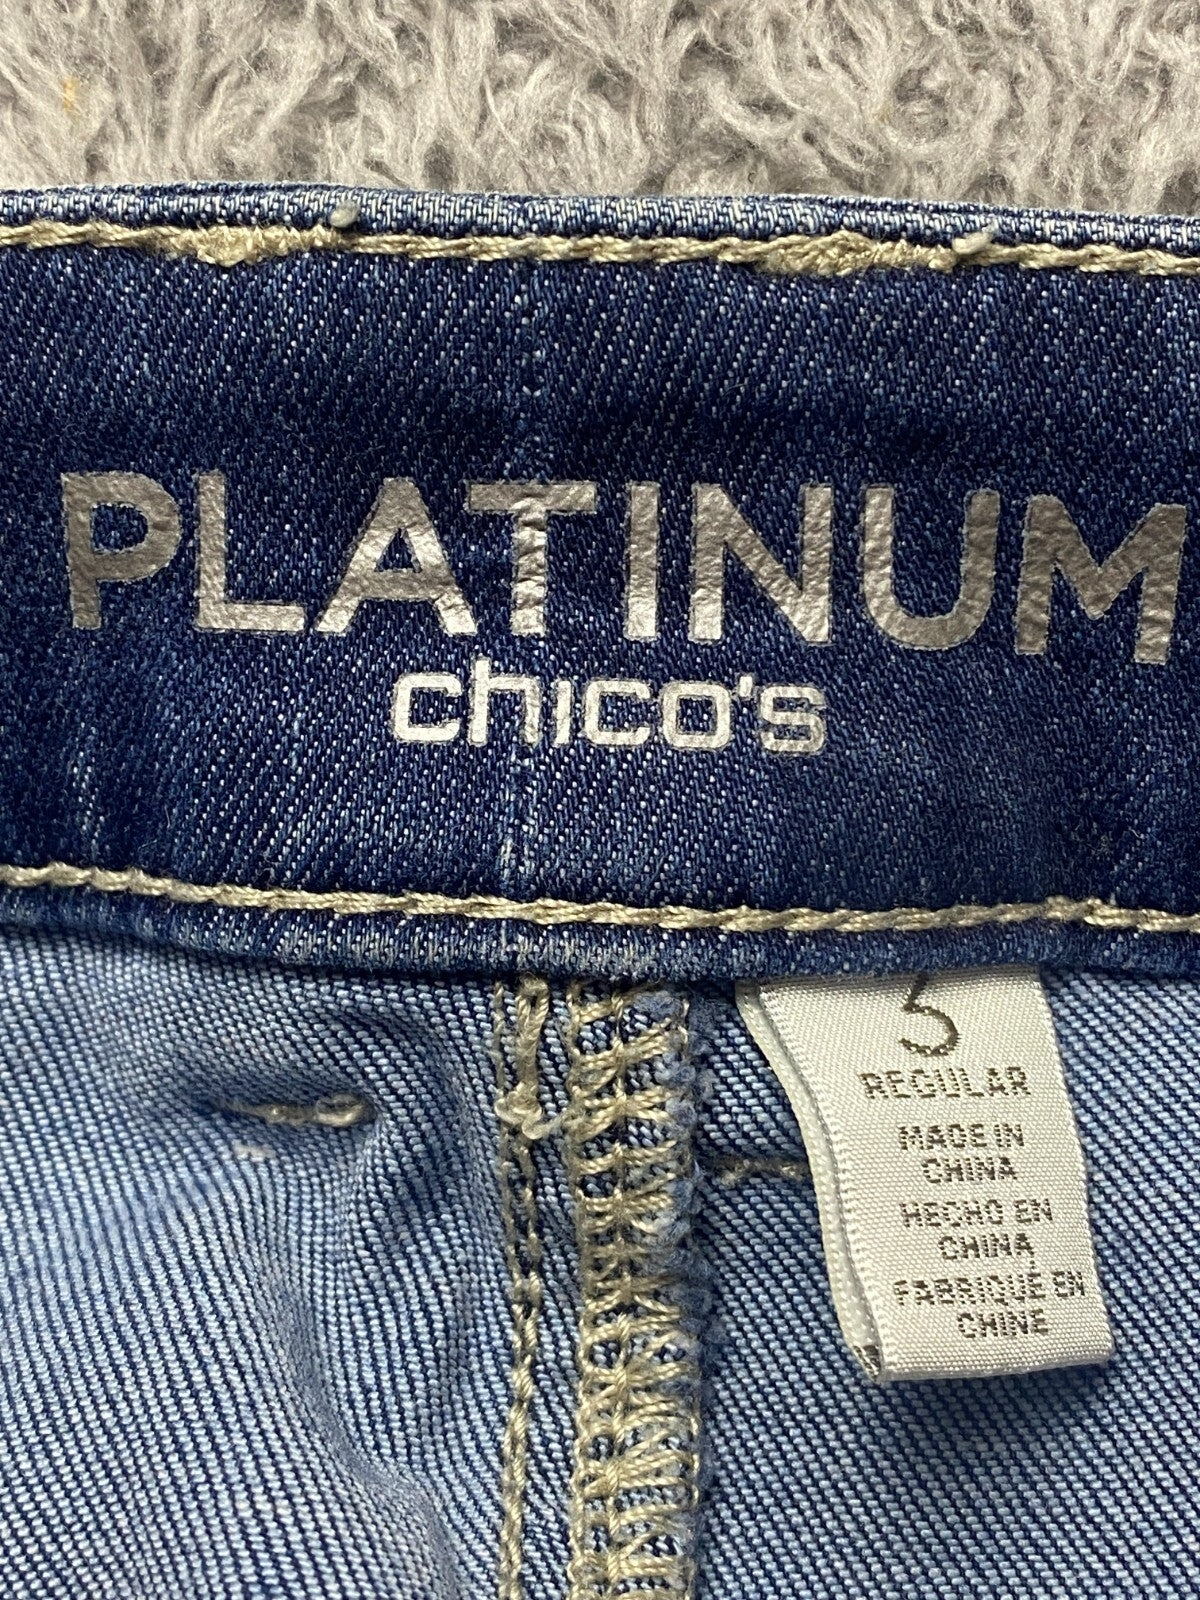 PLATINUM
chico's
5
REGULAR
MADE IN
CHINA
HECHO EN
CHINA
FABRIQUÉ EN
CHINE